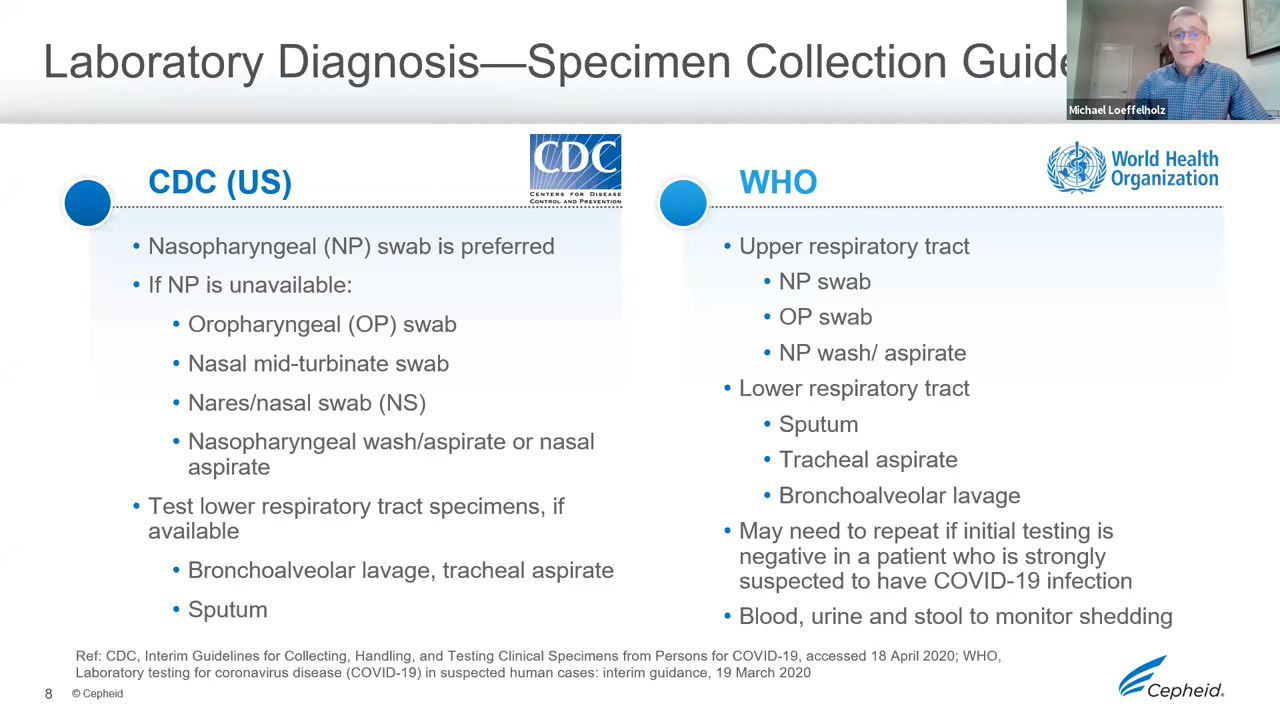 Laboratory Diagnosis—Specimen Collection Guide
Michael Loeffelholz
CDC (US)
CDC
CENTERS FOR DISEASE
CONTROL AND PREVENTION
• Nasopharyngeal (NP) swab is preferred
• If NP is unavailable:
• Oropharyngeal (OP) swab
• Nasal mid-turbinate swab
• Nares/nasal swab (NS)
• Nasopharyngeal wash/aspirate or nasal
aspirate
• Test lower respiratory tract specimens, if
available
• Bronchoalveolar lavage, tracheal aspirate
• Sputum
WHO
World Health
Organization
• Upper respiratory tract
• NP swab
• OP swab
• NP wash/ aspirate
• Lower respiratory tract
• Sputum
• Tracheal aspirate
• Bronchoalveolar lavage
• May need to repeat if initial testing is
negative in a patient who is strongly
suspected to have COVID-19 infection
• Blood, urine and stool to monitor shedding
Ref: CDC, Interim Guidelines for Collecting, Handling, and Testing Clinical Specimens from Persons for COVID-19, accessed 18 April 2020; WHO,
Laboratory testing for coronavirus disease (COVID-19) in suspected human cases: interim guidance, 19 March 2020
8 © Cepheid
Cepheid.